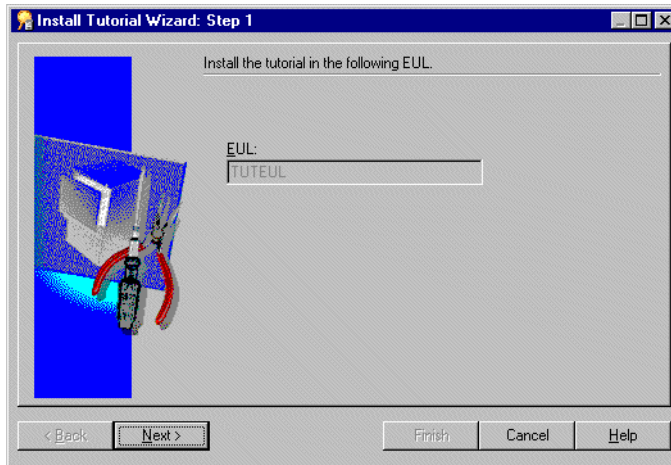 Install Tutorial Wizard: Step 1
Install the tutorial in the following EUL.
EUL:
TUTEUL
< Back
Next >
Finish
Cancel
Help